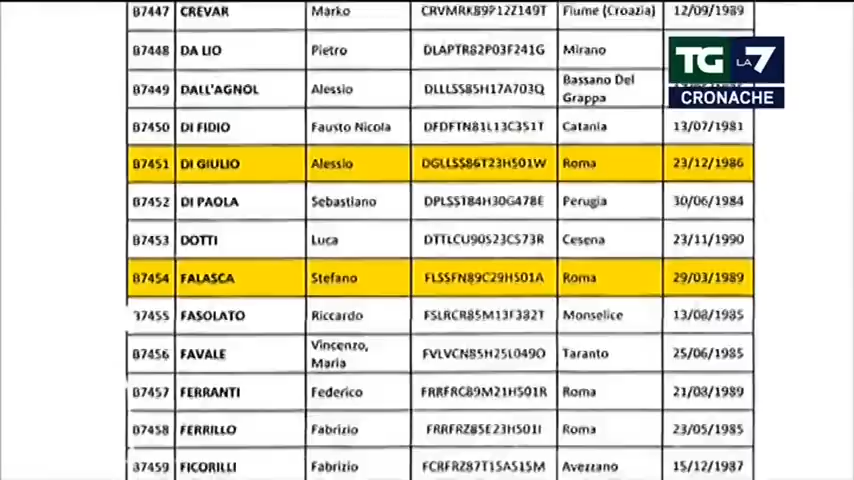 B7447 CREVAR Marko CRVMRK89P12Z149T Fiume (Croazia) 12/09/1989
B7448 DA LIO Pietro DLAPTR82P03F241G Mirano
B7449 DALL'AGNOL Alessio DLLLSS85H17A703Q Bassano Del Grappa
B7450 DI FIDIO Fausto Nicola DFDFTN81L13C351T Catania 13/07/1981
B7451 DI GIULIO Alessio DGLLSS86T23H501W Roma 23/12/1986
B7452 DI PAOLA Sebastiano DPLSST84H30G478E Perugia 30/06/1984
B7453 DOTTI Luca DTTLCU90S23C573R Cesena 23/11/1990
B7454 FALASCA Stefano FLSSFN89C29H501A Roma 29/03/1989
37455 FASOLATO Riccardo FSLRCR85M13F382T Monselice 13/08/1985
B7456 FAVALE Vincenzo, Maria FVLVCN85H25L049O Taranto 25/06/1985
B7457 FERRANTI Federico FRRFRC89M21H501R Roma 21/08/1989
B7458 FERRILLO Fabrizio FRRFRZ85E23H501I Roma 23/05/1985
B7459 FICORILLI Fabrizio FCRFRZ87T15A515M Avezzano 15/12/1987
TG LA 7
CRONACHE